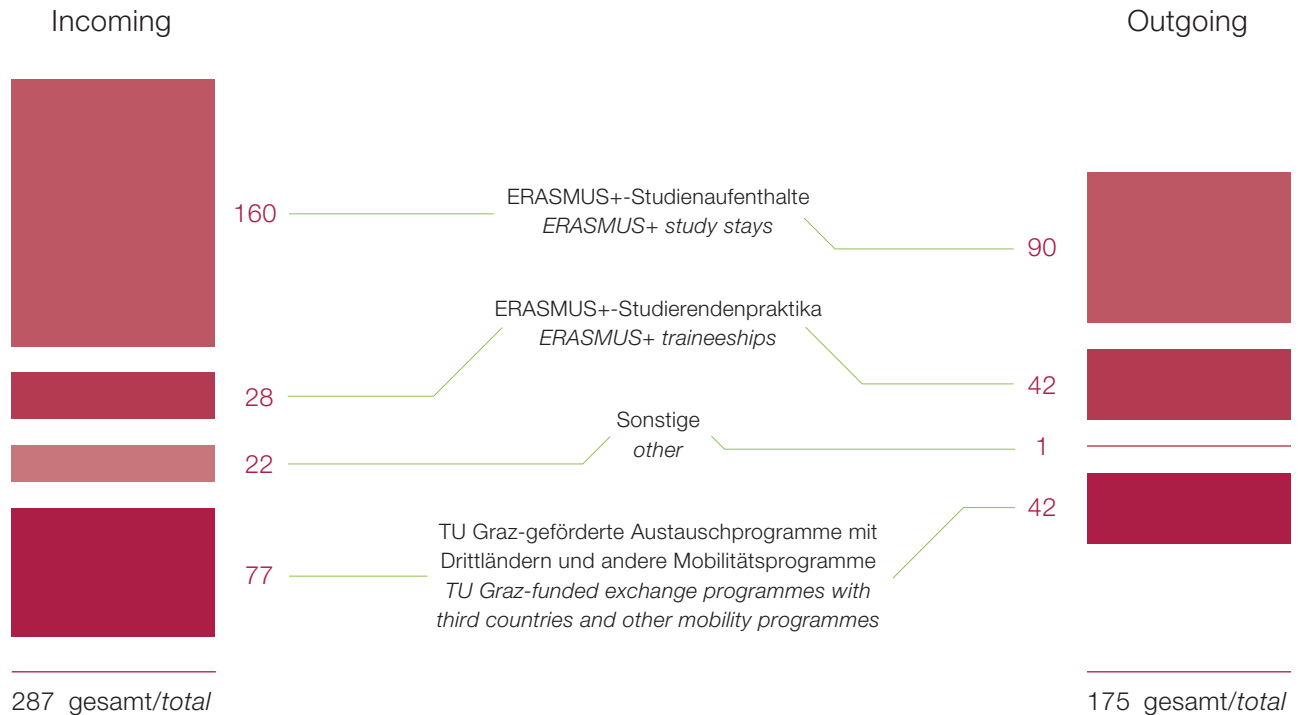 Incoming
Outgoing
160
ERASMUS+-Studienaufenthalte
ERASMUS+ study stays
90
ERASMUS+-Studierendenpraktika
ERASMUS+ traineeships
28
42
Sonstige
other
22
1
TU Graz-geförderte Austauschprogramme mit
Drittländern und andere Mobilitätsprogramme
TU Graz-funded exchange programmes with
third countries and other mobility programmes
77
42
287 gesamt/total
175 gesamt/total